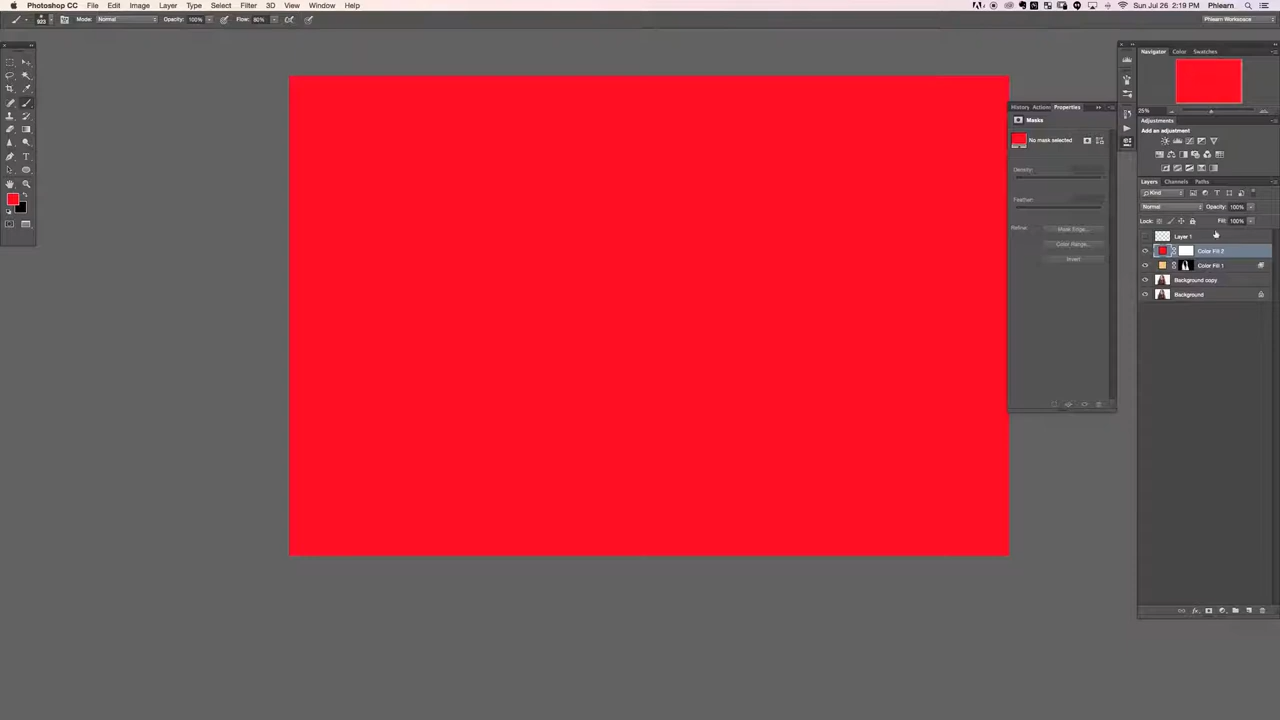 Photoshop CC File Edit Image Layer Type Select Filter 3D View Window Help Sun Jul 26 2:19 PM Phlearn
923 Mode: Normal Opacity: 100% Flow: 80% Phlearn Workspace
Navigator Color Swatches
25%
History Actions Properties
Masks
No mask selected
Density:
Feather:
Refine: Mask Edge...
Color Range...
Invert
Adjustments
Add an adjustment
Layers Channels Paths
Kind
Normal Opacity: 100%
Lock: Fill: 100%
Layer 1
Color Fill 2
Color Fill 1
Background copy
Background